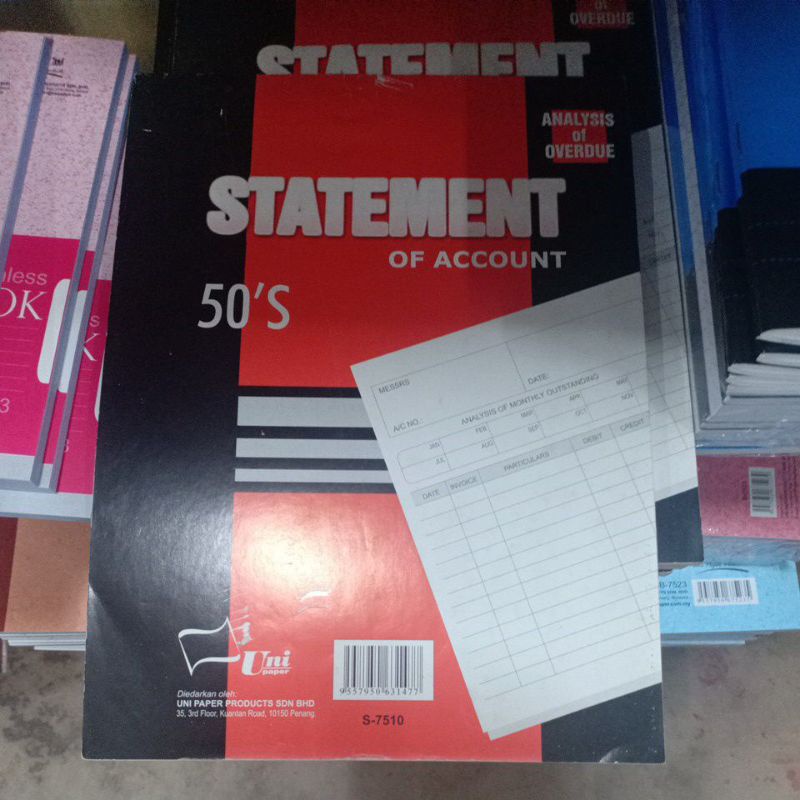 of
OVERDUE
STATEMENT
ANALYSIS
of
OVERDUE
STATEMENT
OF ACCOUNT
50'S
MESSRS
DATE:
A/C NO.:
ANALYSIS OF MONTHLY OUTSTANDING
JAN FEB MAR APR MAY
JUL AUG SEP OCT NOV
DATE INVOICE PARTICULARS DEBIT CREDIT
Uni
paper
Diedarkan oleh:
UNI PAPER PRODUCTS SDN BHD
35, 3rd Floor, Kuantan Road, 10150 Penang.
9557950631477
S-7510
B-7523